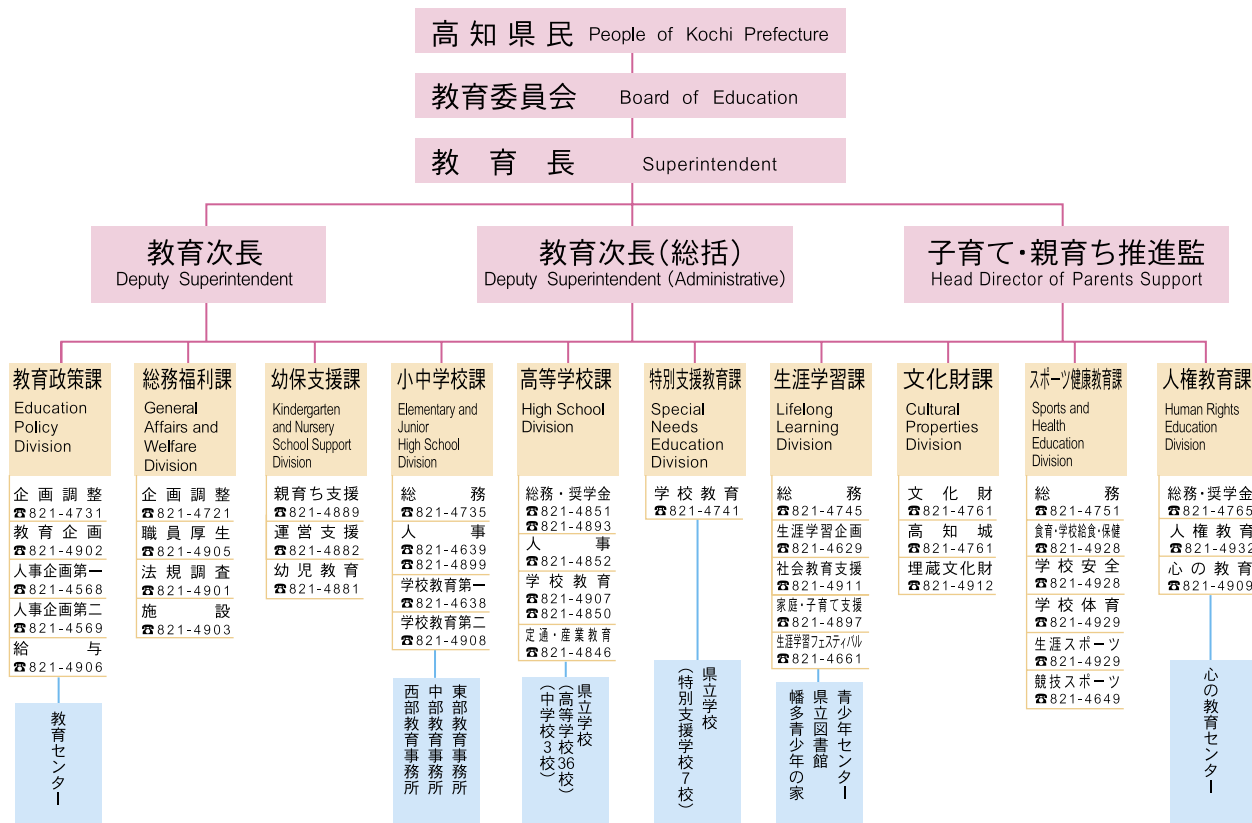 高知県民 People of Kochi Prefecture
教育委員会 Board of Education
教育長 Superintendent
教育次長
Deputy Superintendent
教育次長(総括)
Deputy Superintendent (Administrative)
子育て・親育ち推進監
Head Director of Parents Support
教育政策課
Education
Policy
Division
企画調整
☎821-4731
教育企画
☎821-4902
人事企画第一
☎821-4568
人事企画第二
☎821-4569
給与
☎821-4906
教育センター
総務福利課
General
Affairs and
Welfare
Division
企画調整
☎821-4721
職員厚生
☎821-4905
法規調査
☎821-4901
施設
☎821-4903
幼保支援課
Kindergarten
and Nursery
School Support
Division
親育ち支援
☎821-4889
運営支援
☎821-4882
幼児教育
☎821-4881
小中学校課
Elementary and
Junior
High School
Division
総務
☎821-4735
人事
☎821-4639
☎821-4899
学校教育第一
☎821-4638
学校教育第二
☎821-4908
東部教育事務所
中部教育事務所
西部教育事務所
高等学校課
High School
Division
総務・奨学金
☎821-4851
☎821-4893
人事
☎821-4852
学校教育
☎821-4907
☎821-4850
定通・産業教育
☎821-4846
県立学校
(高等学校36校)
(中学校3校)
特別支援教育課
Special
Needs
Education
Division
学校教育
☎821-4741
県立学校
(特別支援学校7校)
生涯学習課
Lifelong
Learning
Division
総務
☎821-4745
生涯学習企画
☎821-4629
社会教育支援
☎821-4911
家庭・子育て支援
☎821-4897
生涯学習フェスティバル
☎821-4661
青少年センター
県立図書館
幡多青少年の家
文化財課
Cultural
Properties
Division
文化財
☎821-4761
高知城
☎821-4761
埋蔵文化財
☎821-4912
スポーツ健康教育課
Sports and
Health
Education
Division
総務
☎821-4751
食育・学校給食・保健
☎821-4928
学校安全
☎821-4928
学校体育
☎821-4929
生涯スポーツ
☎821-4929
競技スポーツ
☎821-4649
人権教育課
Human Rights
Education
Division
総務・奨学金
☎821-4765
人権教育
☎821-4932
心の教育
☎821-4909
心の教育センター